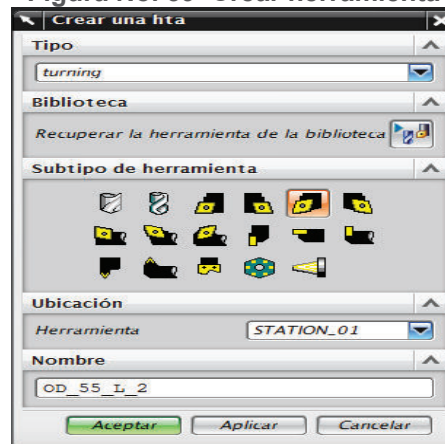 Crear una hta
Tipo
turning
Biblioteca
Recuperar la herramienta de la biblioteca
Subtipo de herramienta
Ubicación
Herramienta STATION_01
Nombre
OD_55_L_2
Aceptar Aplicar Cancelar